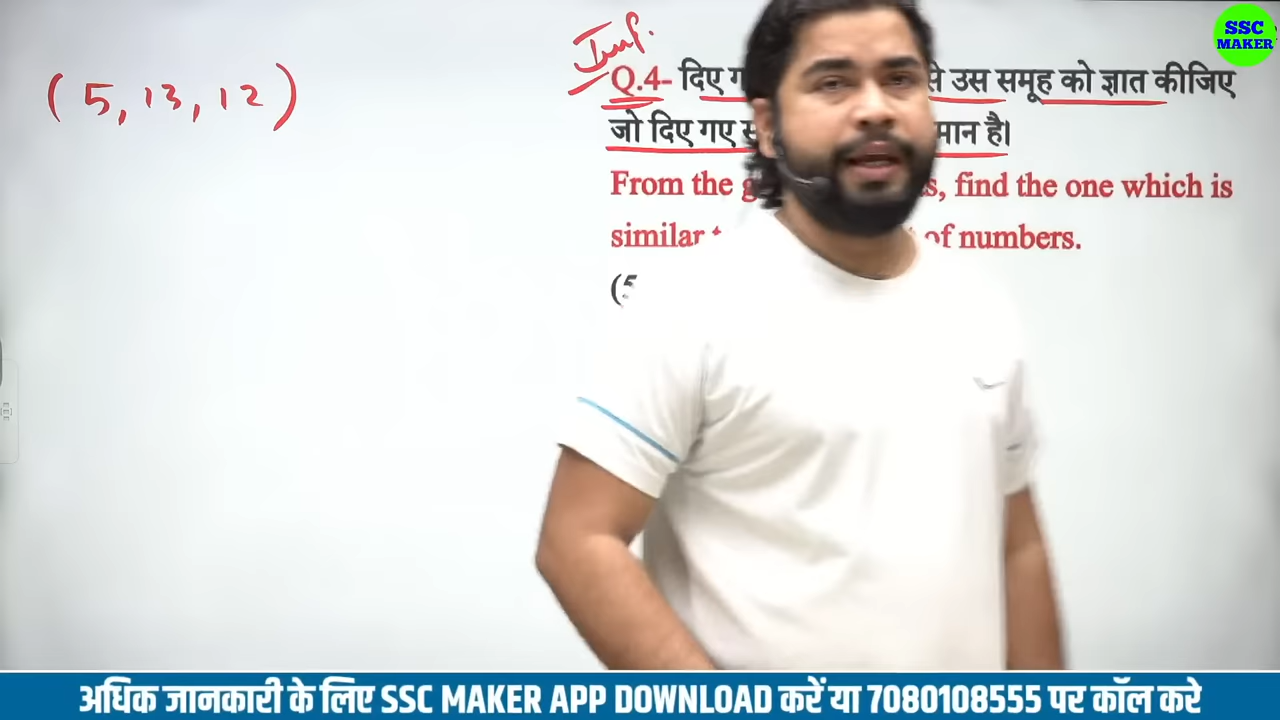 SSC
MAKER
Imp.
(5, 13, 12)
Q.4- दिए उस समूह को ज्ञात कीजिए
जो दिए गए है।
From the find the one which is
similar of numbers.
(5
अधिक जानकारी के लिए SSC MAKER APP DOWNLOAD करें या 7080108555 पर कॉल करे